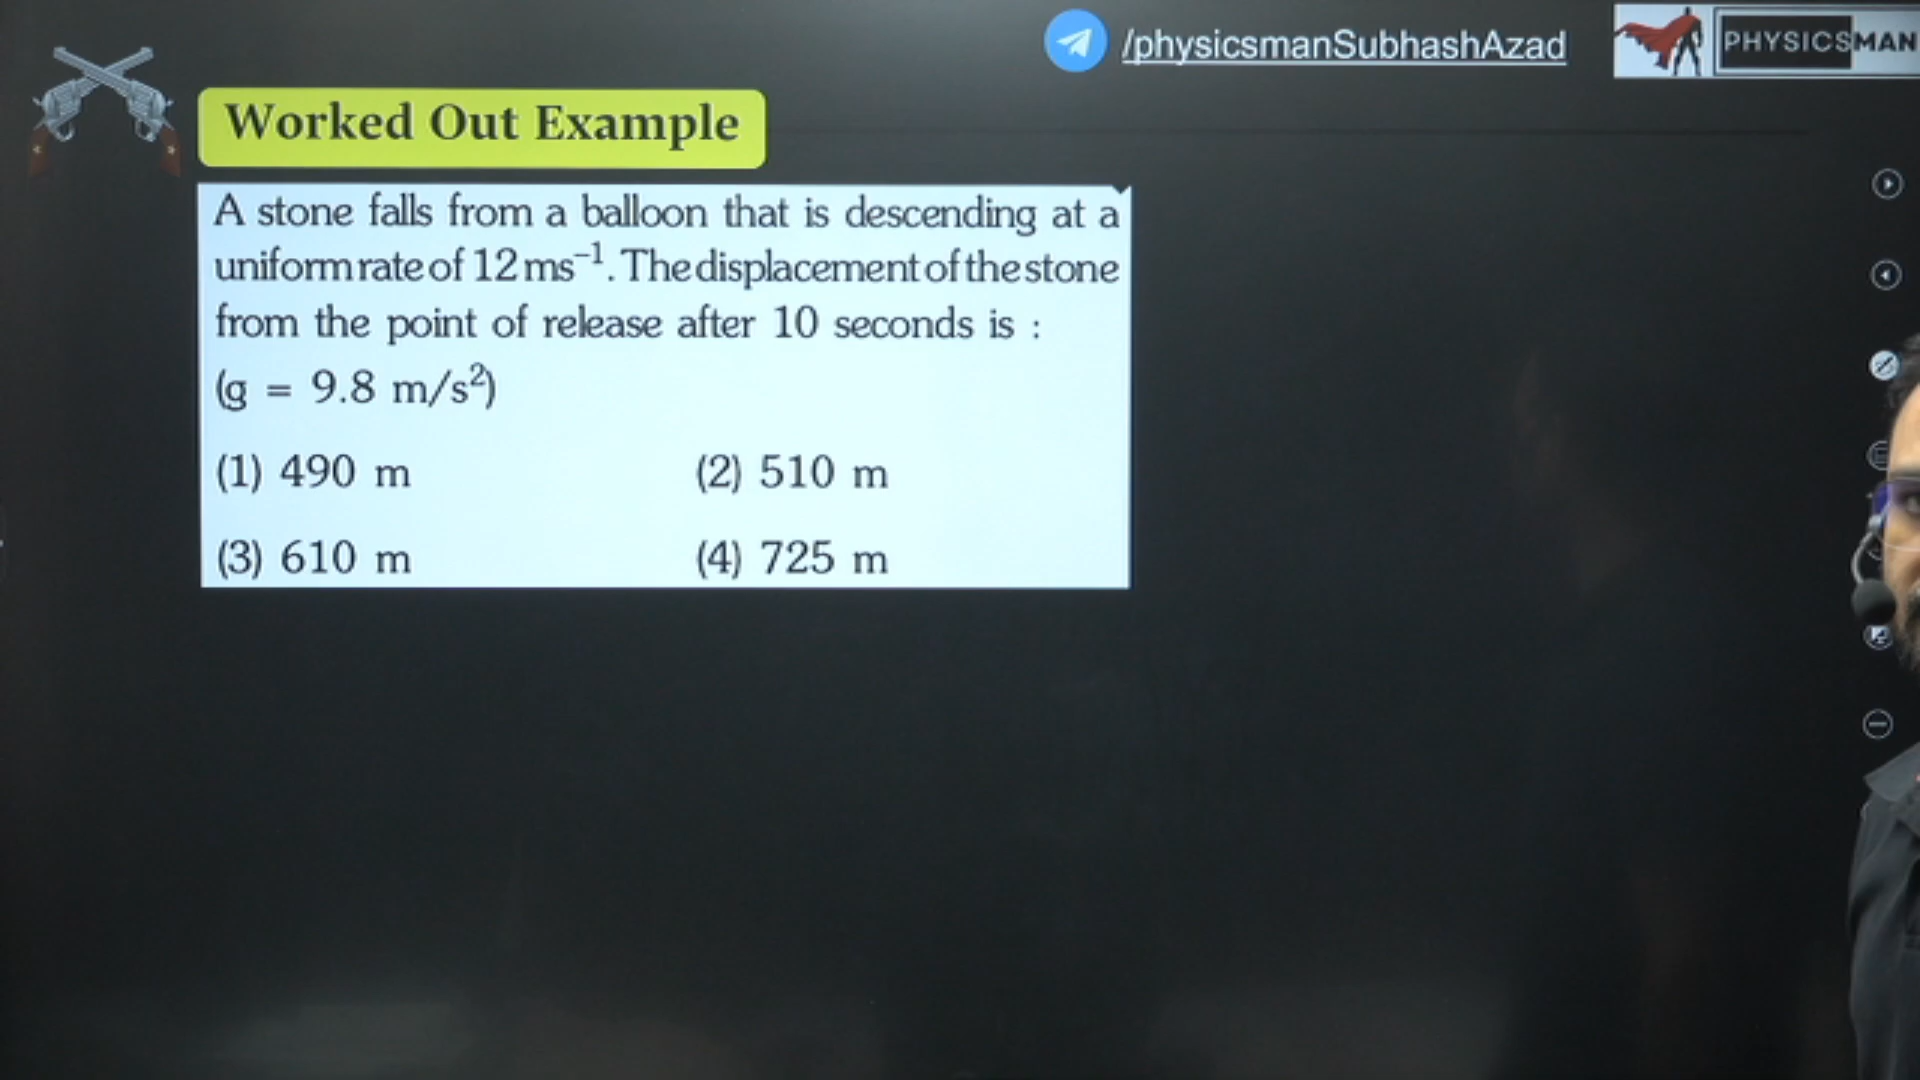 /physicsmanSubhashAzad
PHYSICSMAN
Worked Out Example
A stone falls from a balloon that is descending at a
uniform rate of 12 ms⁻¹. The displacement of the stone
from the point of release after 10 seconds is :
(g = 9.8 m/s²)
(1) 490 m (2) 510 m
(3) 610 m (4) 725 m